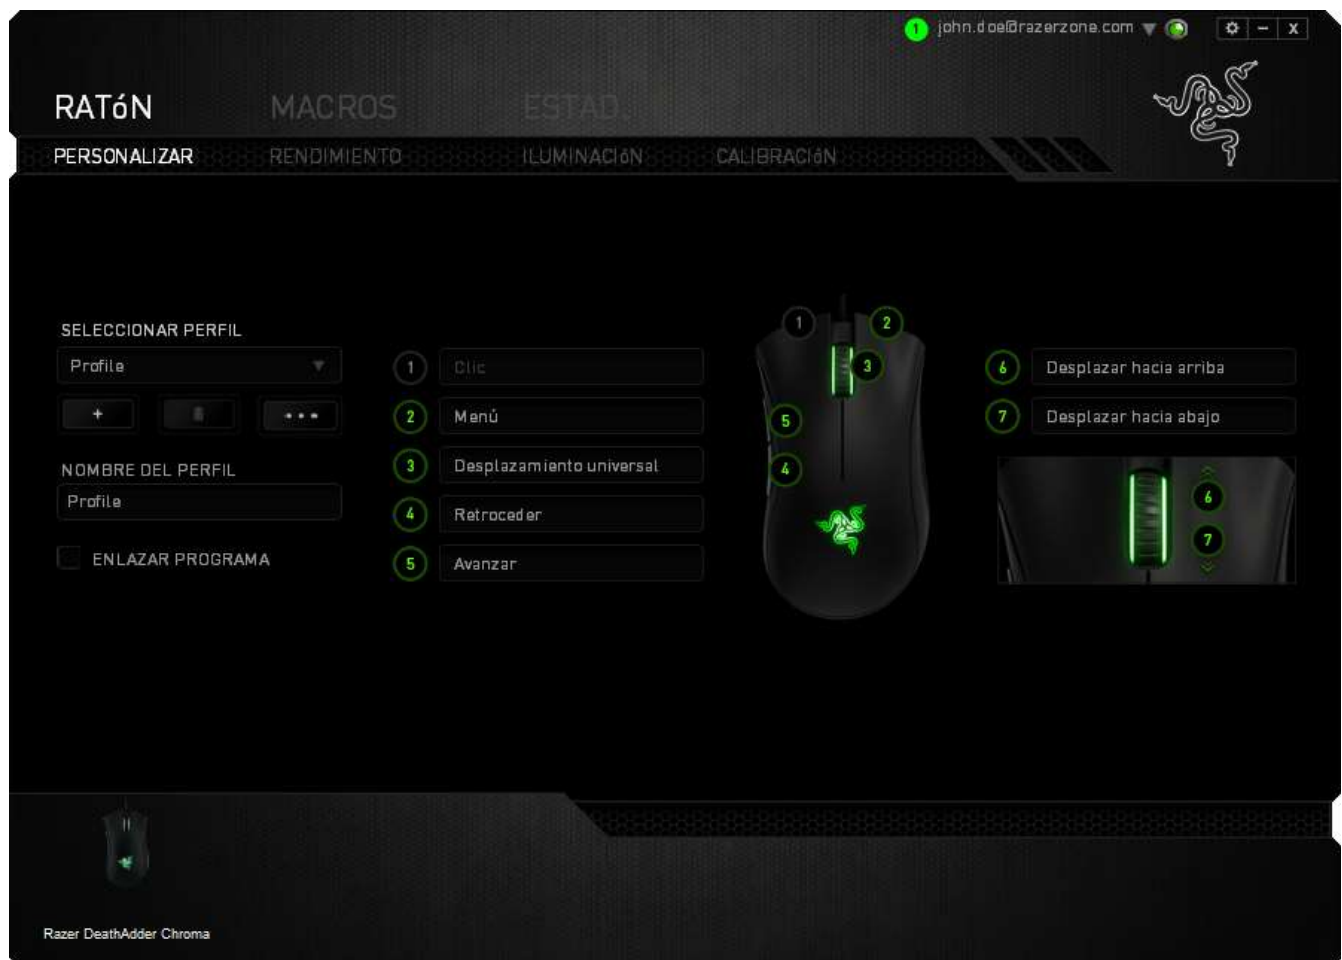 1 john.doe@razerzone.com
X
RATóN MACROS ESTAD.
PERSONALIZAR RENDIMIENTO ILUMINACIóN CALIBRACIóN
SELECCIONAR PERFIL
Profile
+
NOMBRE DEL PERFIL
Profile
ENLAZAR PROGRAMA
1 Clic
2 Menú
3 Desplazamiento universal
4 Retroceder
5 Avanzar
1
2
3
5
4
6 Desplazar hacia arriba
7 Desplazar hacia abajo
6
7
Razer DeathAdder Chroma